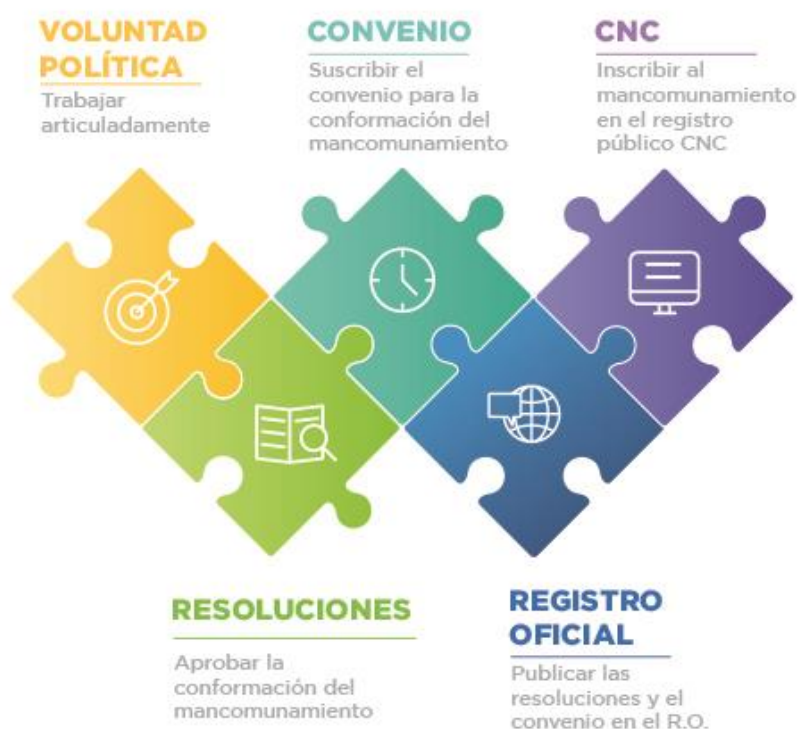 VOLUNTAD
POLÍTICA
Trabajar
articuladamente
CONVENIO
Suscribir el
convenio para la
conformación del
mancomunamiento
CNC
Inscribir al
mancomunamiento
en el registro
público CNC
RESOLUCIONES
Aprobar la
conformación del
mancomunamiento
REGISTRO
OFICIAL
Publicar las
resoluciones y el
convenio en el R.O.